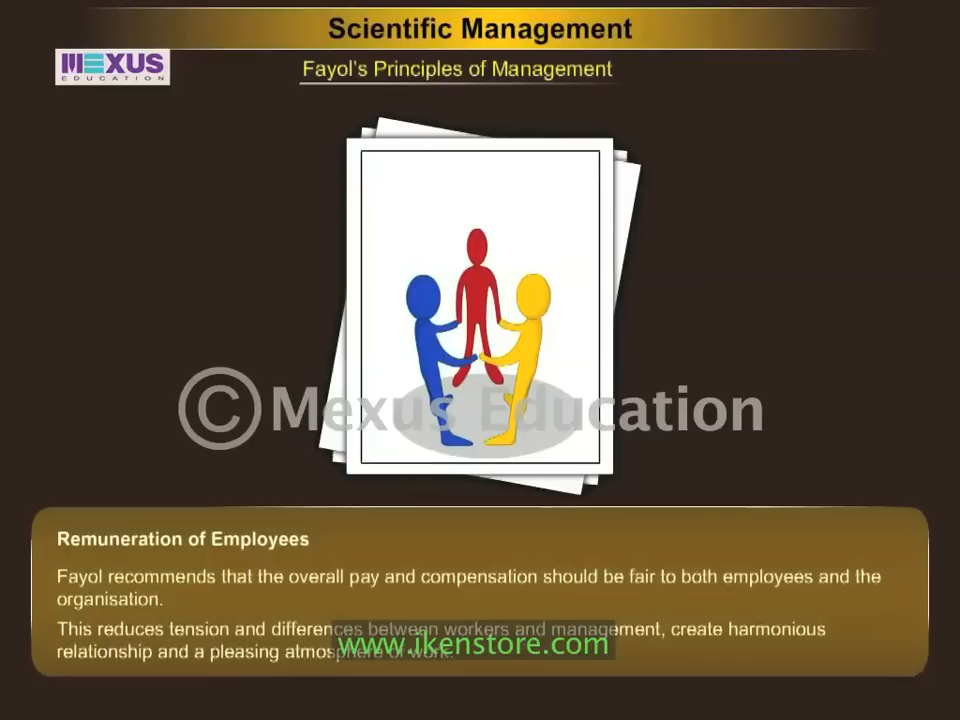 Scientific Management
MEXUS
EDUCATION
Fayol's Principles of Management
© Mexus Education
Remuneration of Employees
Fayol recommends that the overall pay and compensation should be fair to both employees and the
organisation.
This reduces tension and differences between workers and management, create harmonious
relationship and a pleasing atmosphere of work.
www.ikenstore.com